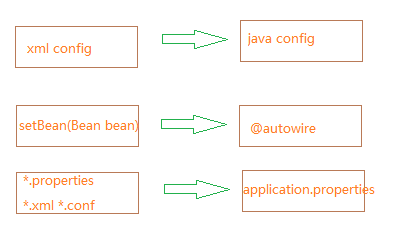 xml config
java config
setBean(Bean bean)
@autowire
*.properties
*.xml *.conf
application.properties